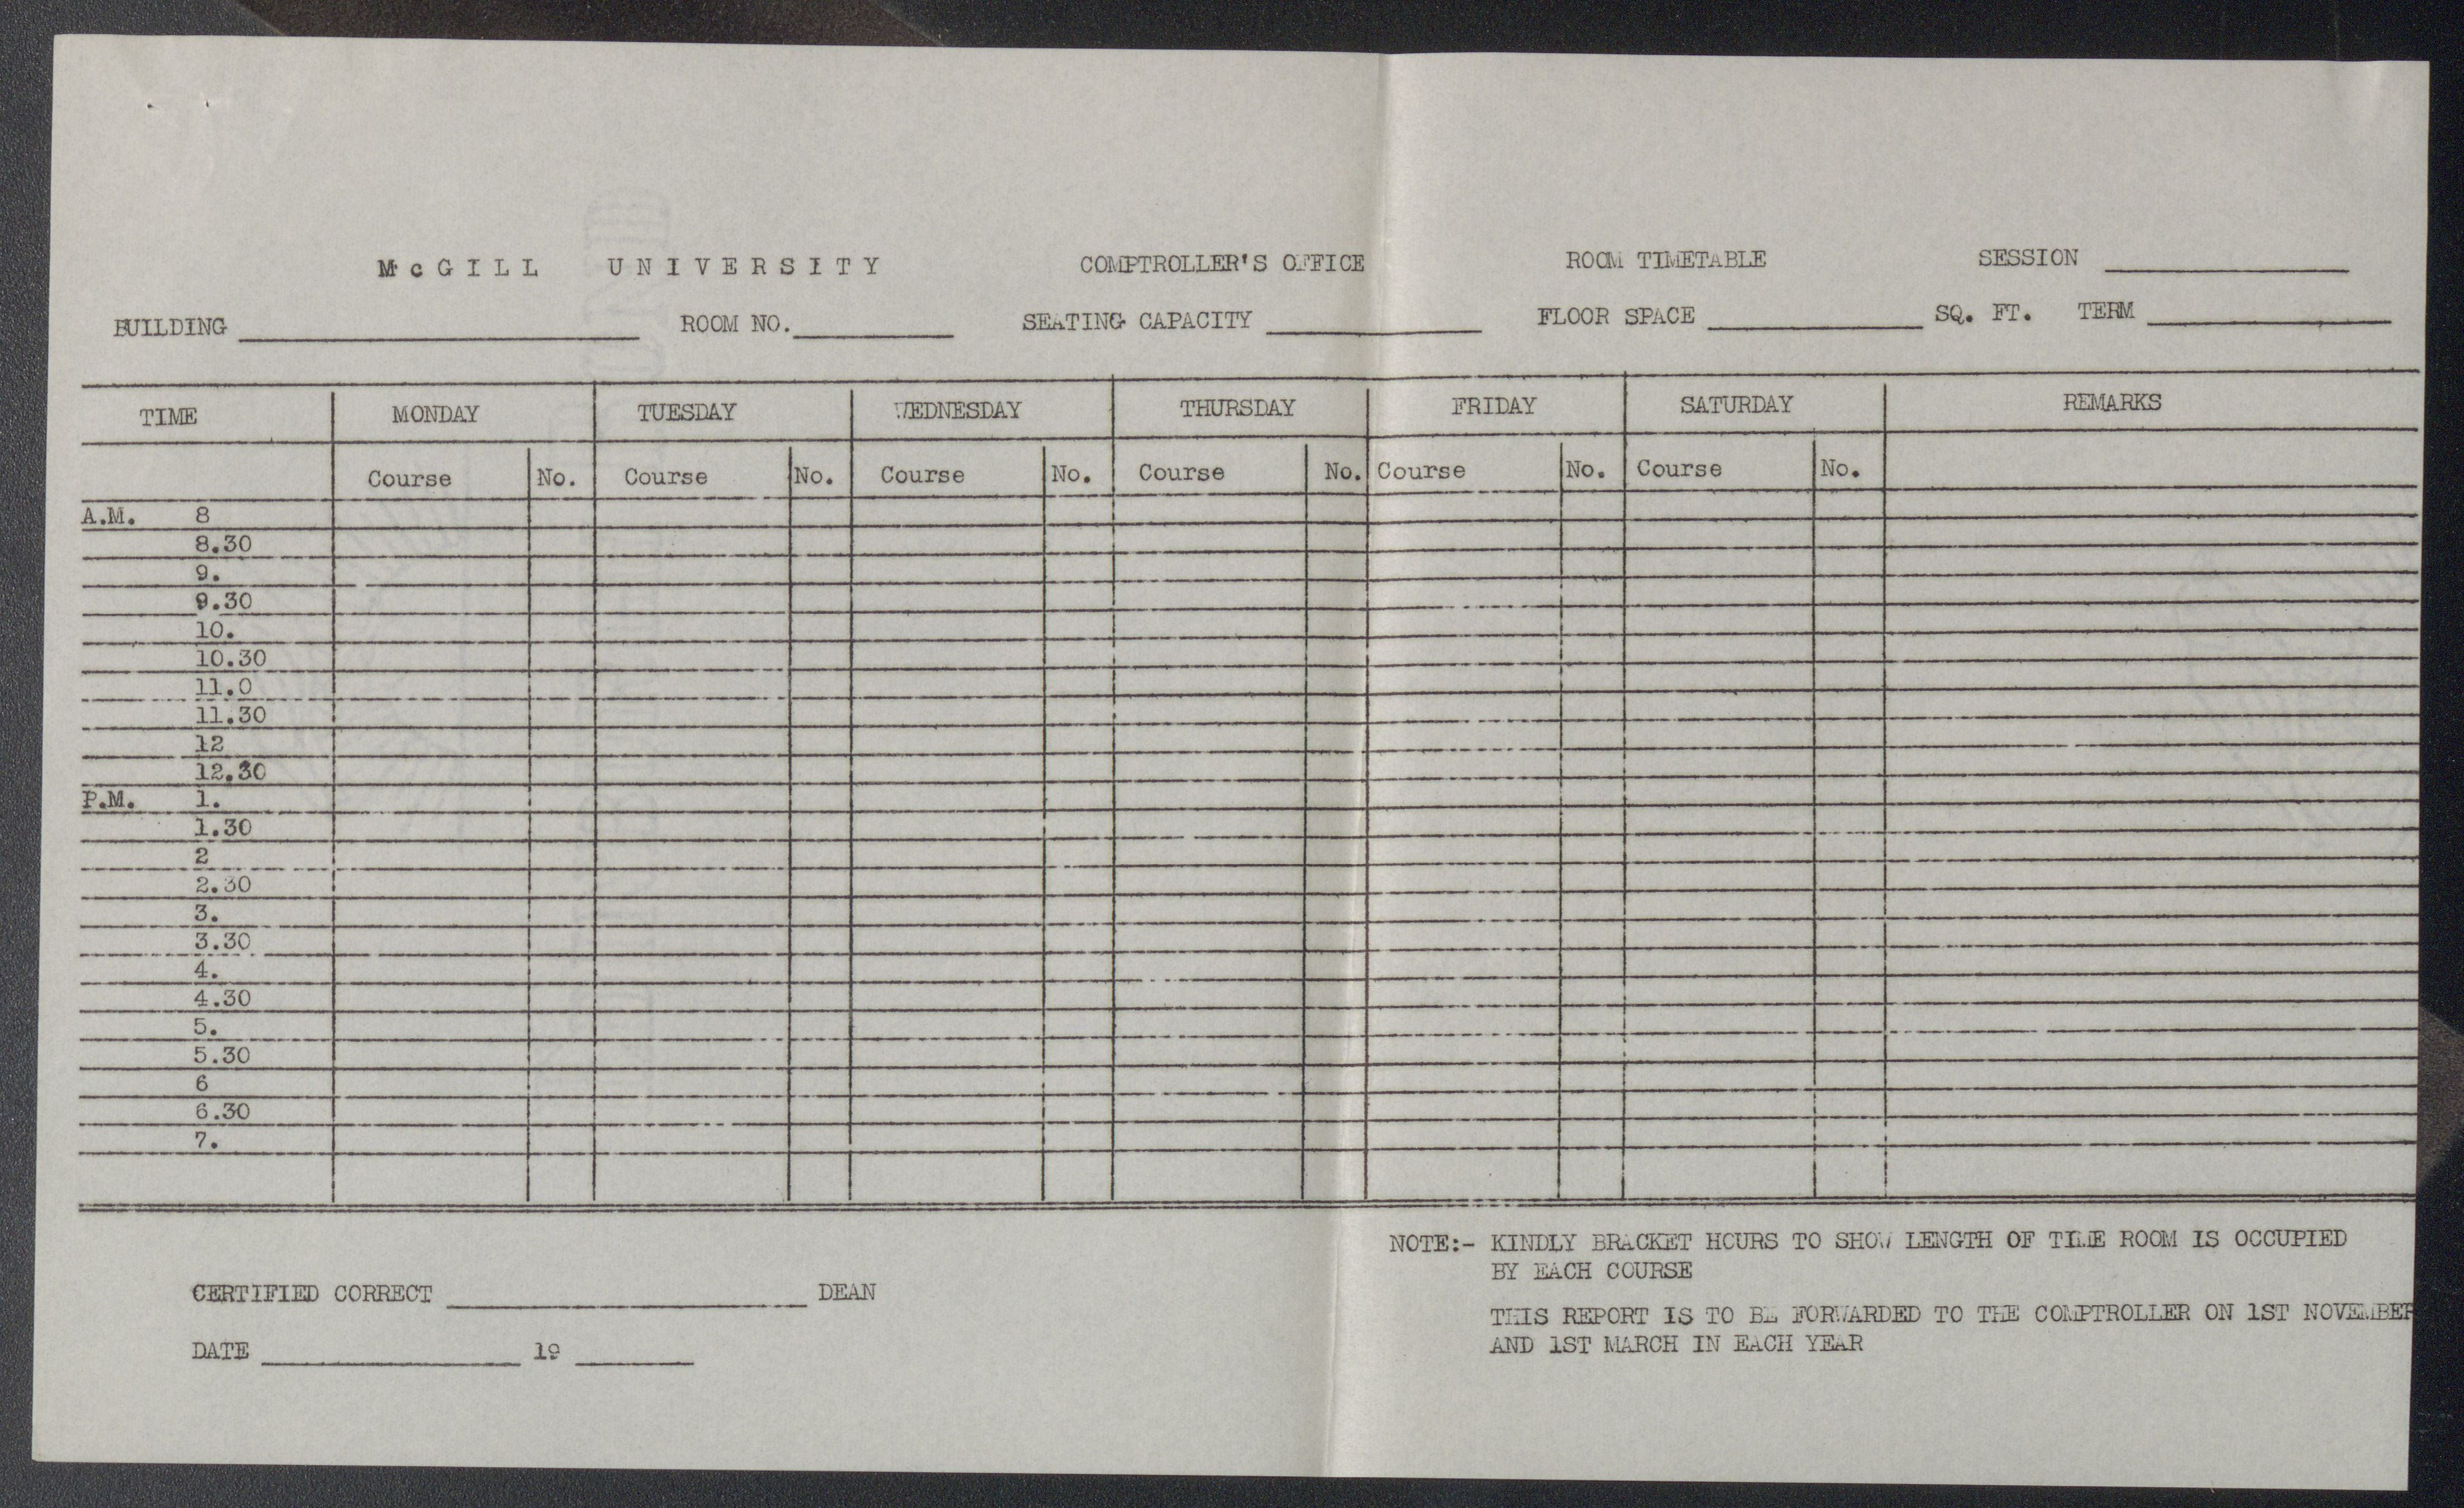 McGILL UNIVERSITY COMPTROLLER'S OFFICE ROOM TIMETABLE SESSION
BUILDING ROOM NO. SEATING CAPACITY FLOOR SPACE SQ. FT. TERM
TIME MONDAY TUESDAY WEDNESDAY THURSDAY FRIDAY SATURDAY REMARKS
Course No. Course No. Course No. Course No. Course No. Course No.
A.M. 8
8.30
9.
9.30
10.
10.30
11.0
11.30
12
12.30
P.M. 1.
1.30
2
2.30
3.
3.30
4.
4.30
5.
5.30
6
6.30
7.
NOTE:- KINDLY BRACKET HOURS TO SHOW LENGTH OF TIME ROOM IS OCCUPIED
BY EACH COURSE
CERTIFIED CORRECT DEAN
THIS REPORT IS TO BE FORWARDED TO THE COMPTROLLER ON 1ST NOVEMBER
AND 1ST MARCH IN EACH YEAR
DATE 19